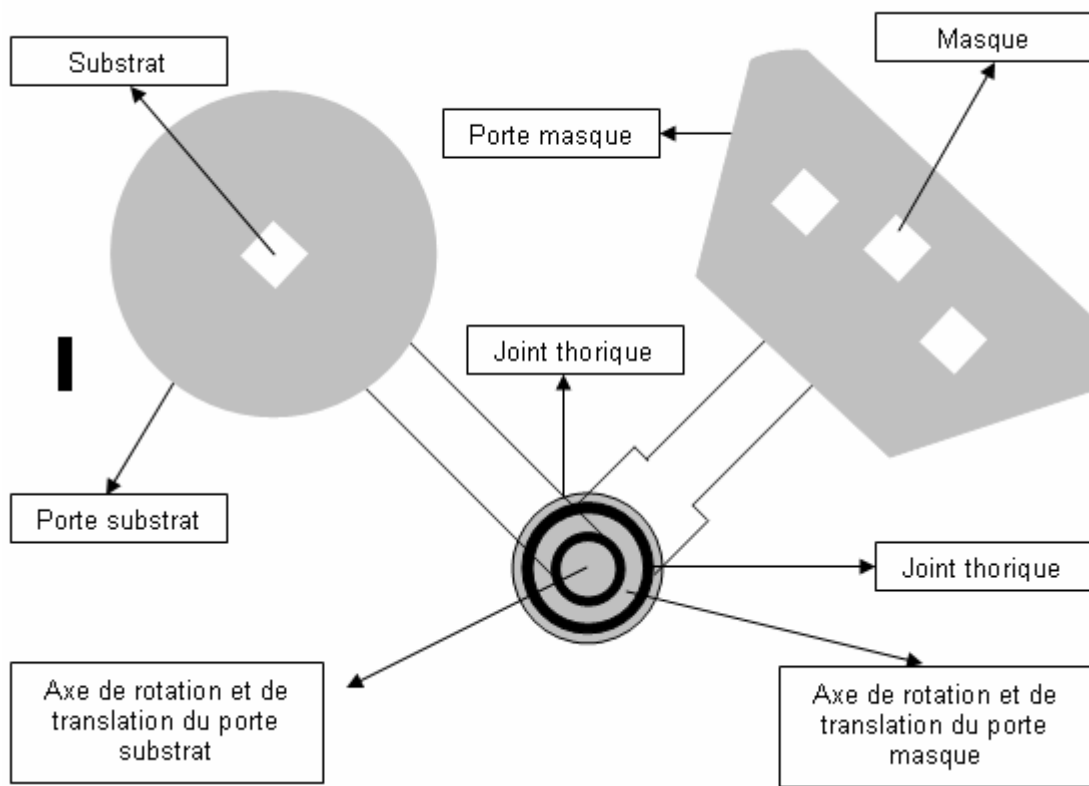 Substrat
Masque
Porte masque
Joint thorique
Porte substrat
Joint thorique
Axe de rotation et de
translation du porte
substrat
Axe de rotation et de
translation du porte
masque